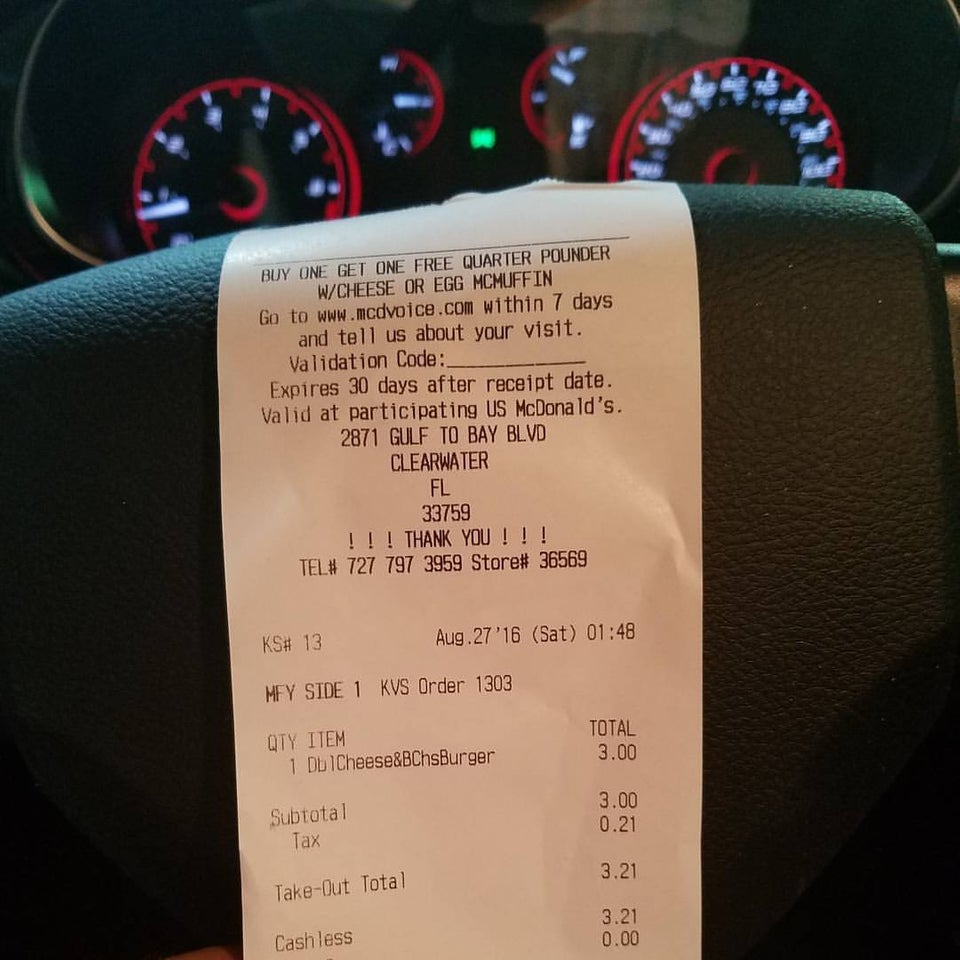 BUY ONE GET ONE FREE QUARTER POUNDER
W/CHEESE OR EGG MCMUFFIN
Go to www.mcdvoice.com within 7 days
and tell us about your visit.
Validation Code:____________
Expires 30 days after receipt date.
Valid at participating US McDonald's.
2871 GULF TO BAY BLVD
CLEARWATER
FL
33759
! ! ! THANK YOU ! ! !
TEL# 727 797 3959 Store# 36569
KS# 13 Aug.27'16 (Sat) 01:48
MFY SIDE 1 KVS Order 1303
QTY ITEM TOTAL
1 DblCheese&BChsBurger 3.00
Subtotal 3.00
Tax 0.21
Take-Out Total 3.21
Cashless 3.21
0.00